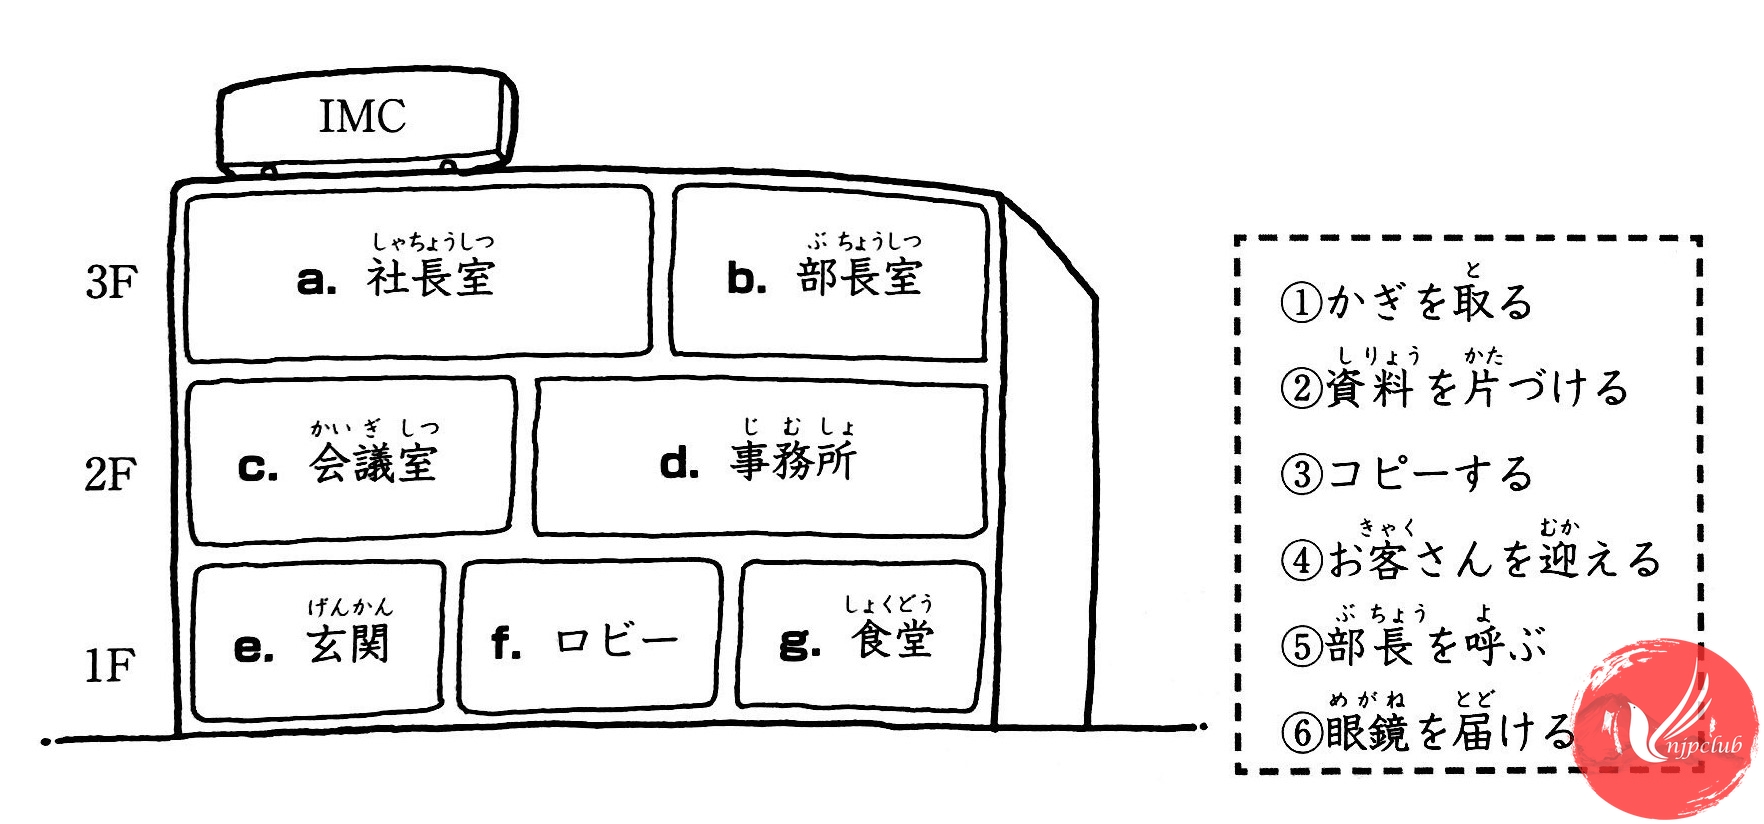 IMC
3F
しゃちょうしつ
a. 社長室
ぶちょうしつ
b. 部長室
2F
かいぎしつ
c. 会議室
じむしょ
d. 事務所
1F
げんかん
e. 玄関
f. ロビー
しょくどう
g. 食堂
と
①かぎを取る
しりょう かた
②資料を片づける
③コピーする
きゃく むか
④お客さんを迎える
ぶちょう よ
⑤部長を呼ぶ
めがね とど
⑥眼鏡を届ける
njpclub